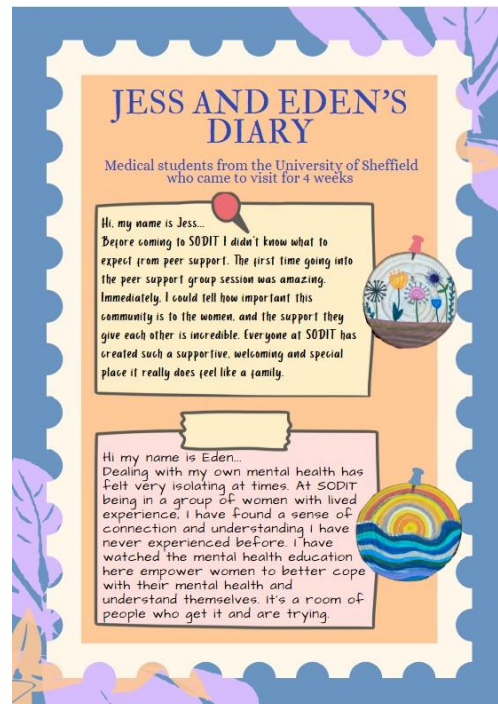 JESS AND EDEN'S
DIARY
Medical students from the University of Sheffield
who came to visit for 4 weeks
Hi, my name is Jess...
Before coming to SODIT I didn't know what to
expect from peer support. The first time going into
the peer support group session was amazing.
Immediately, I could tell how important this
community is to the women, and the support they
give each other is incredible. Everyone at SODIT has
created such a supportive, welcoming and special
place it really does feel like a family.
Hi my name is Eden...
Dealing with my own mental health has
felt very isolating at times. At SODIT
being in a group of women with lived
experience, I have found a sense of
connection and understanding I have
never experienced before. I have
watched the mental health education
here empower women to better cope
with their mental health and
understand themselves. It's a room of
people who get it and are trying.